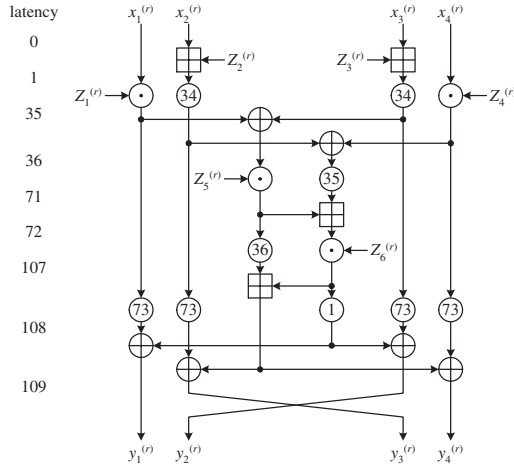 latency x₁⁽ʳ⁾ x₂⁽ʳ⁾ x₃⁽ʳ⁾ x₄⁽ʳ⁾
0
Z₂⁽ʳ⁾ Z₃⁽ʳ⁾
1
Z₁⁽ʳ⁾ 34 34 Z₄⁽ʳ⁾
35
36
Z₅⁽ʳ⁾ 35
71
72
36 Z₆⁽ʳ⁾
107
73 73 1 73 73
108
109
y₁⁽ʳ⁾ y₂⁽ʳ⁾ y₃⁽ʳ⁾ y₄⁽ʳ⁾